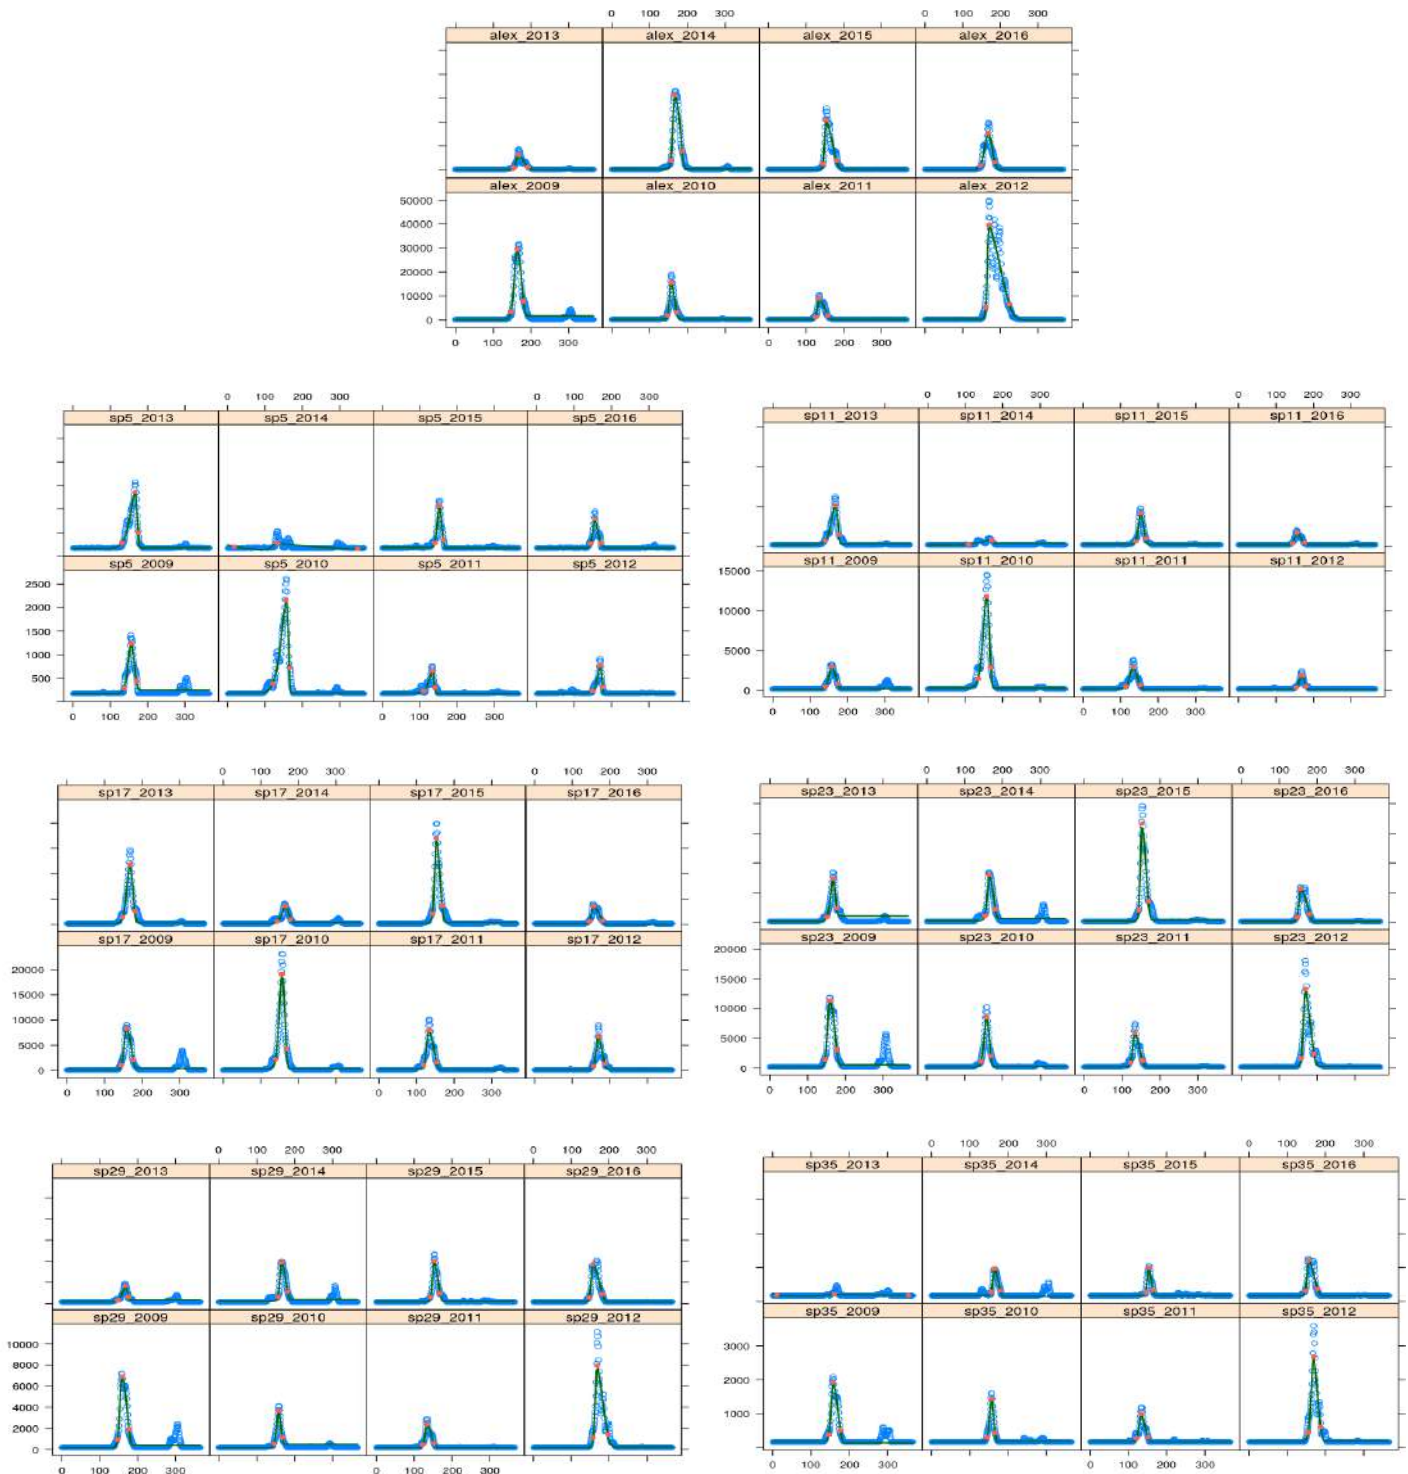 0 100 200 300 0 100 200 300
alex_2013 alex_2014 alex_2015 alex_2016
alex_2009 alex_2010 alex_2011 alex_2012
50000
40000
30000
20000
10000
0
0 100 200 300 0 100 200 300
0 100 200 300 0 100 200 300
sp5_2013 sp5_2014 sp5_2015 sp5_2016
sp5_2009 sp5_2010 sp5_2011 sp5_2012
2500
2000
1500
1000
500
0 100 200 300 0 100 200 300
0 100 200 300 0 100 200 300
sp11_2013 sp11_2014 sp11_2015 sp11_2016
sp11_2009 sp11_2010 sp11_2011 sp11_2012
15000
10000
5000
0
0 100 200 300 0 100 200 300
0 100 200 300 0 100 200 300
sp17_2013 sp17_2014 sp17_2015 sp17_2016
sp17_2009 sp17_2010 sp17_2011 sp17_2012
20000
15000
10000
5000
0
0 100 200 300 0 100 200 300
0 100 200 300 0 100 200 300
sp23_2013 sp23_2014 sp23_2015 sp23_2016
sp23_2009 sp23_2010 sp23_2011 sp23_2012
20000
15000
10000
5000
0
0 100 200 300 0 100 200 300
0 100 200 300 0 100 200 300
sp29_2013 sp29_2014 sp29_2015 sp29_2016
sp29_2009 sp29_2010 sp29_2011 sp29_2012
10000
8000
6000
4000
2000
0
0 100 200 300 0 100 200 300
0 100 200 300 0 100 200 300
sp35_2013 sp35_2014 sp35_2015 sp35_2016
sp35_2009 sp35_2010 sp35_2011 sp35_2012
3000
2000
1000
0 100 200 300 0 100 200 300